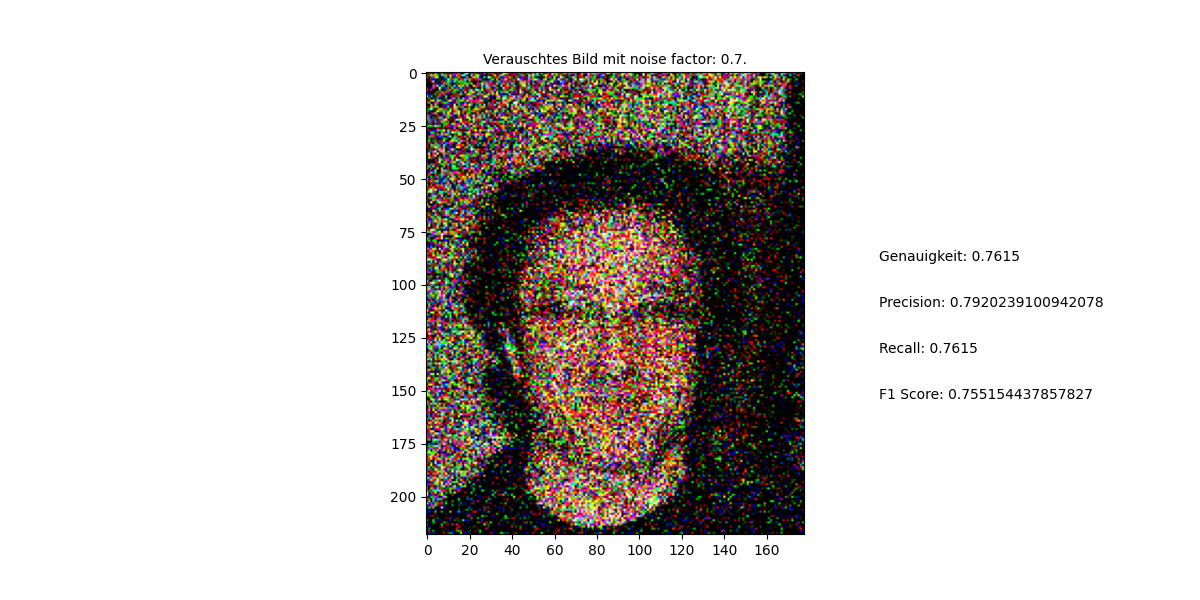 Verauschtes Bild mit noise factor: 0.7.
0
25
50
75
100
125
150
175
200
0 20 40 60 80 100 120 140 160
Genauigkeit: 0.7615
Precision: 0.7920239100942078
Recall: 0.7615
F1 Score: 0.755154437857827